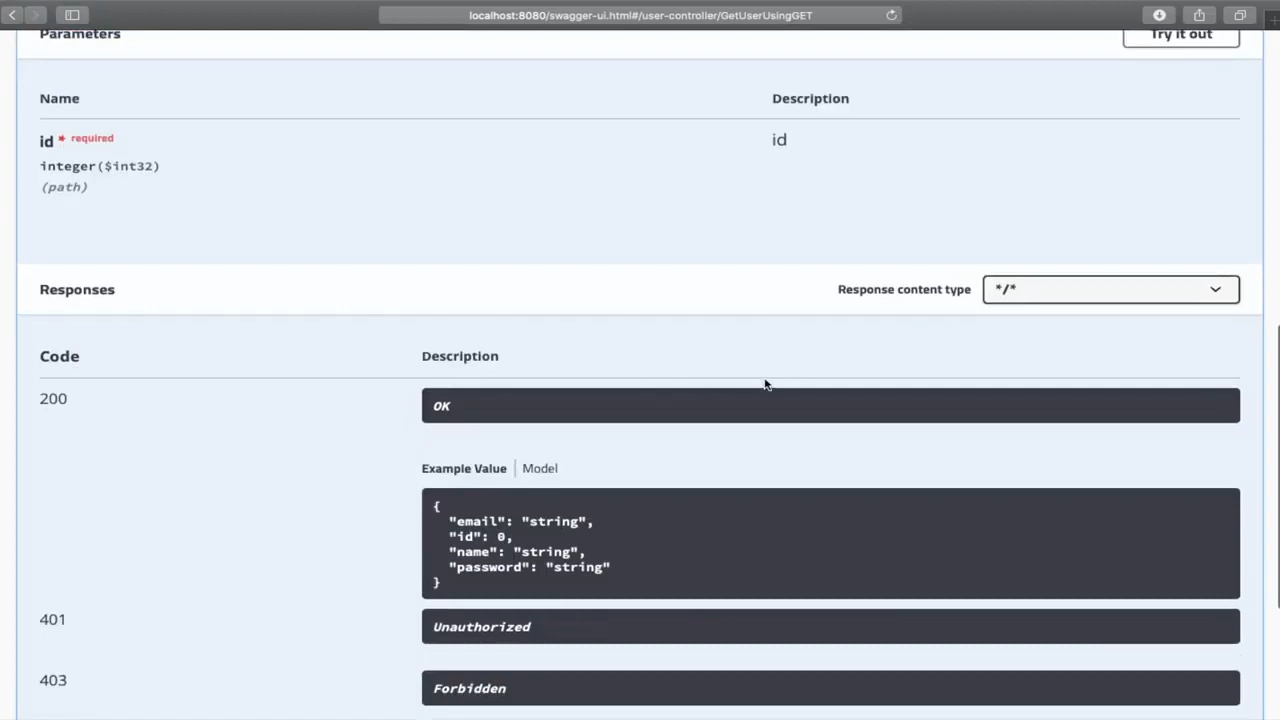 localhost:8080/swagger-ui.html#/user-controller/GetUserUsingGET
Parameters
Try it out
Name
Description
id * required
id
integer($int32)
(path)
Responses
Response content type
*/*
Code
Description
200
OK
Example Value
Model
{
"email": "string",
"id": 0,
"name": "string",
"password": "string"
}
401
Unauthorized
403
Forbidden